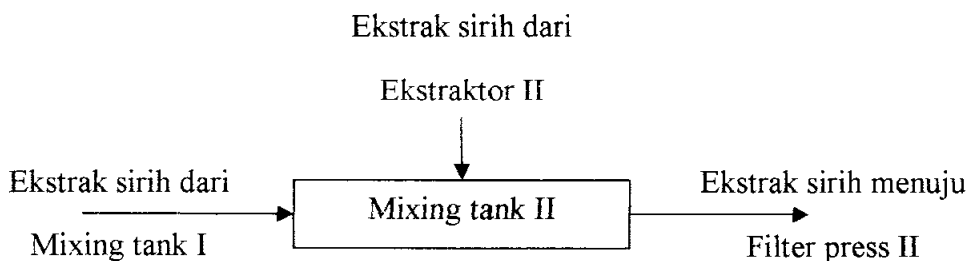 Ekstrak sirih dari
Ekstraktor II
Ekstrak sirih dari
Mixing tank I
Mixing tank II
Ekstrak sirih menuju
Filter press II